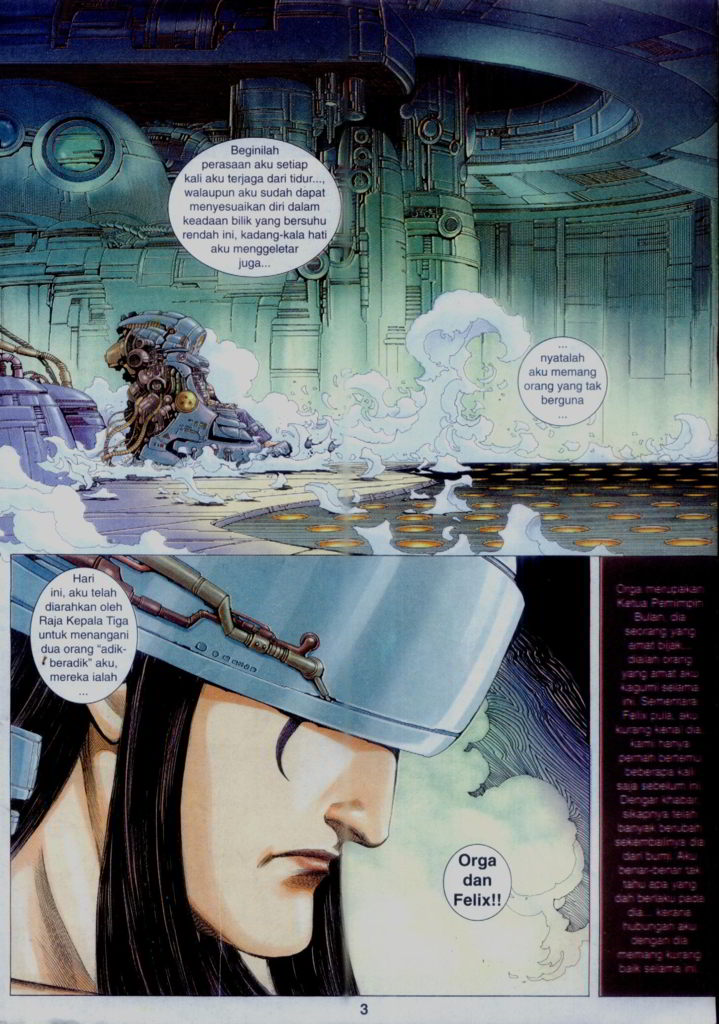 Beginilah
perasaan aku setiap
kali aku terjaga dari tidur...,
walaupun aku sudah dapat
menyesuaikan diri dalam
keadaan bilik yang bersuhu
rendah ini, kadang-kala hati
aku menggeletar
juga...
...
nyatalah
aku memang
orang yang tak
berguna
...
Hari
ini, aku telah
diarahkan oleh
Raja Kepala Tiga
untuk menangani
dua orang “adik-
beradik” aku,
mereka ialah
...
Orga
dan
Felix!!
Orga merupakan
Ketua Pemimpin
Bulan, dia
seorang yang
amat bijak...
dialah orang
yang amat aku
kagumi selama
ini. Sementara
Felix pula, aku
kurang kenal dia,
kami hanya
pernah bertemu
beberapa kali
saja sebelum ini.
Dengar khabar,
sikapnya telah
banyak berubah
sekembalinya dia
dari bumi. Aku
benar-benar tak
tahu apa yang
dah berlaku pada
dia... kerana
hubungan aku
dengan dia
memang kurang
baik selama ini.
3